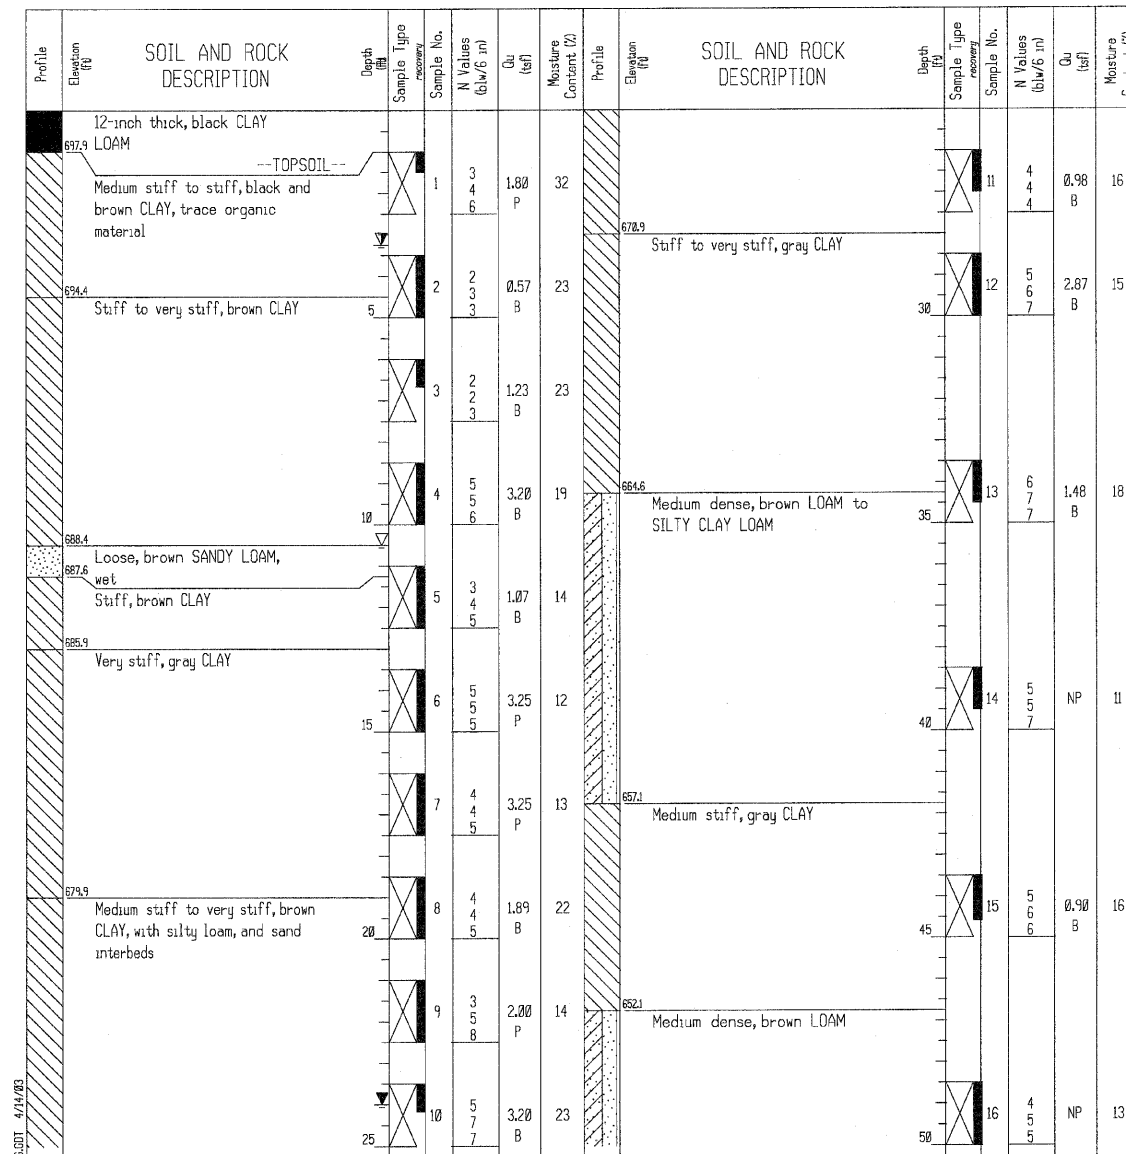 Profile
Elevation
(ft)
SOIL AND ROCK
DESCRIPTION
Depth
(ft)
Sample Type
recovery
Sample No.
N Values
(blw/6 in)
Qu
(tsf)
Moisture
Content (%)
Profile
Elevation
(ft)
SOIL AND ROCK
DESCRIPTION
Depth
(ft)
Sample Type
recovery
Sample No.
N Values
(blw/6 in)
Qu
(tsf)
Moisture
12-inch thick, black CLAY
697.9 LOAM
--TOPSOIL--
Medium stiff to stiff, black and
brown CLAY, trace organic
material
1
3
4
6
1.80
P
32
2
2
3
3
0.57
B
23
694.4
Stiff to very stiff, brown CLAY
5
3
2
2
3
1.23
B
23
4
5
5
6
3.20
B
19
10
688.4
Loose, brown SANDY LOAM,
687.6
wet
Stiff, brown CLAY
5
3
4
5
1.07
B
14
685.9
Very stiff, gray CLAY
6
5
5
5
3.25
P
12
15
7
4
4
5
3.25
P
13
679.9
Medium stiff to very stiff, brown
CLAY, with silty loam, and sand
interbeds
8
4
4
5
1.89
B
22
20
9
3
5
8
2.00
P
14
10
5
7
7
3.20
B
23
25
11
4
4
4
0.98
B
16
670.9
Stiff to very stiff, gray CLAY
12
5
6
7
2.87
B
15
30
664.6
Medium dense, brown LOAM to
SILTY CLAY LOAM
13
6
7
7
1.48
B
18
35
14
5
5
7
NP
11
40
657.1
Medium stiff, gray CLAY
15
5
6
6
0.90
B
16
45
652.1
Medium dense, brown LOAM
16
4
5
5
NP
13
50
.GDT 4/14/03